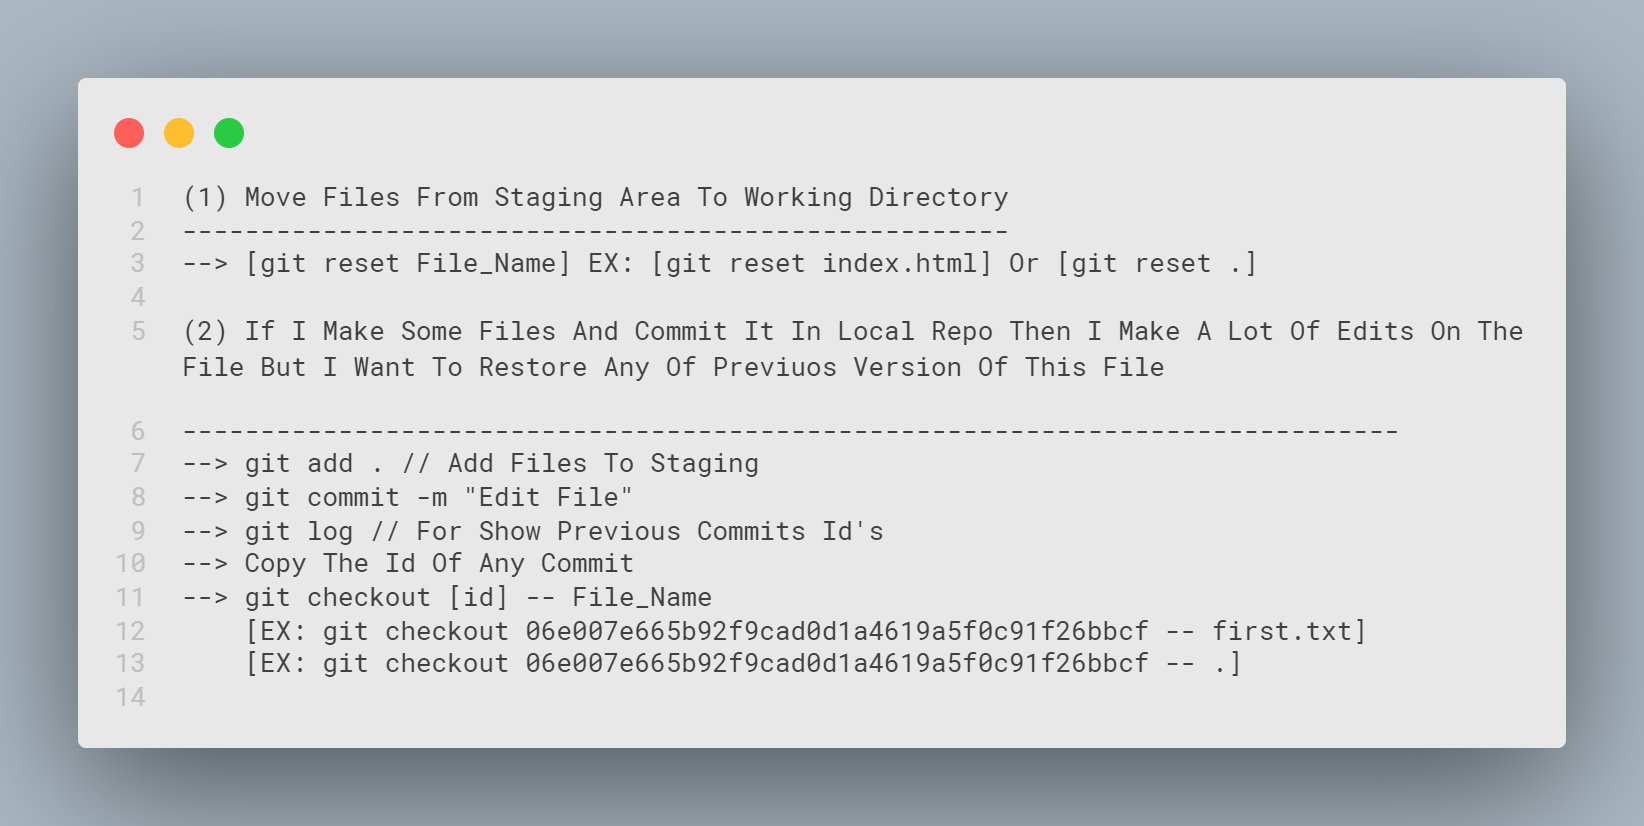 1 (1) Move Files From Staging Area To Working Directory
2 -----------------------------------------------------
3 --> [git reset File_Name] EX: [git reset index.html] Or [git reset .]
4
5 (2) If I Make Some Files And Commit It In Local Repo Then I Make A Lot Of Edits On The
File But I Want To Restore Any Of Previuos Version Of This File
6 ------------------------------------------------------------------------------
7 --> git add . // Add Files To Staging
8 --> git commit -m "Edit File"
9 --> git log // For Show Previous Commits Id's
10 --> Copy The Id Of Any Commit
11 --> git checkout [id] -- File_Name
12 [EX: git checkout 06e007e665b92f9cad0d1a4619a5f0c91f26bbcf -- first.txt]
13 [EX: git checkout 06e007e665b92f9cad0d1a4619a5f0c91f26bbcf -- .]
14